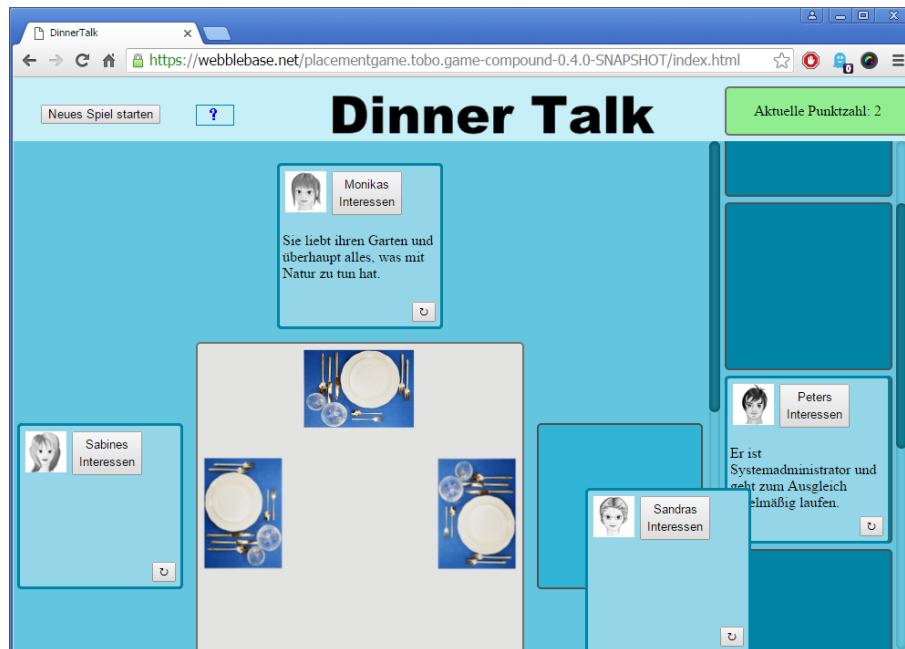 DinnerTalk
https://webblebase.net/placementgame.tobo.game-compound-0.4.0-SNAPSHOT/index.html
0
Neues Spiel starten
?
Dinner Talk
Aktuelle Punktzahl: 2
Monikas
Interessen
Sie liebt ihren Garten und
überhaupt alles, was mit
Natur zu tun hat.
Sabines
Interessen
Peters
Interessen
Er ist
Systemadministrator und
geht zum Ausgleich
laufen.
Sandras
Interessen